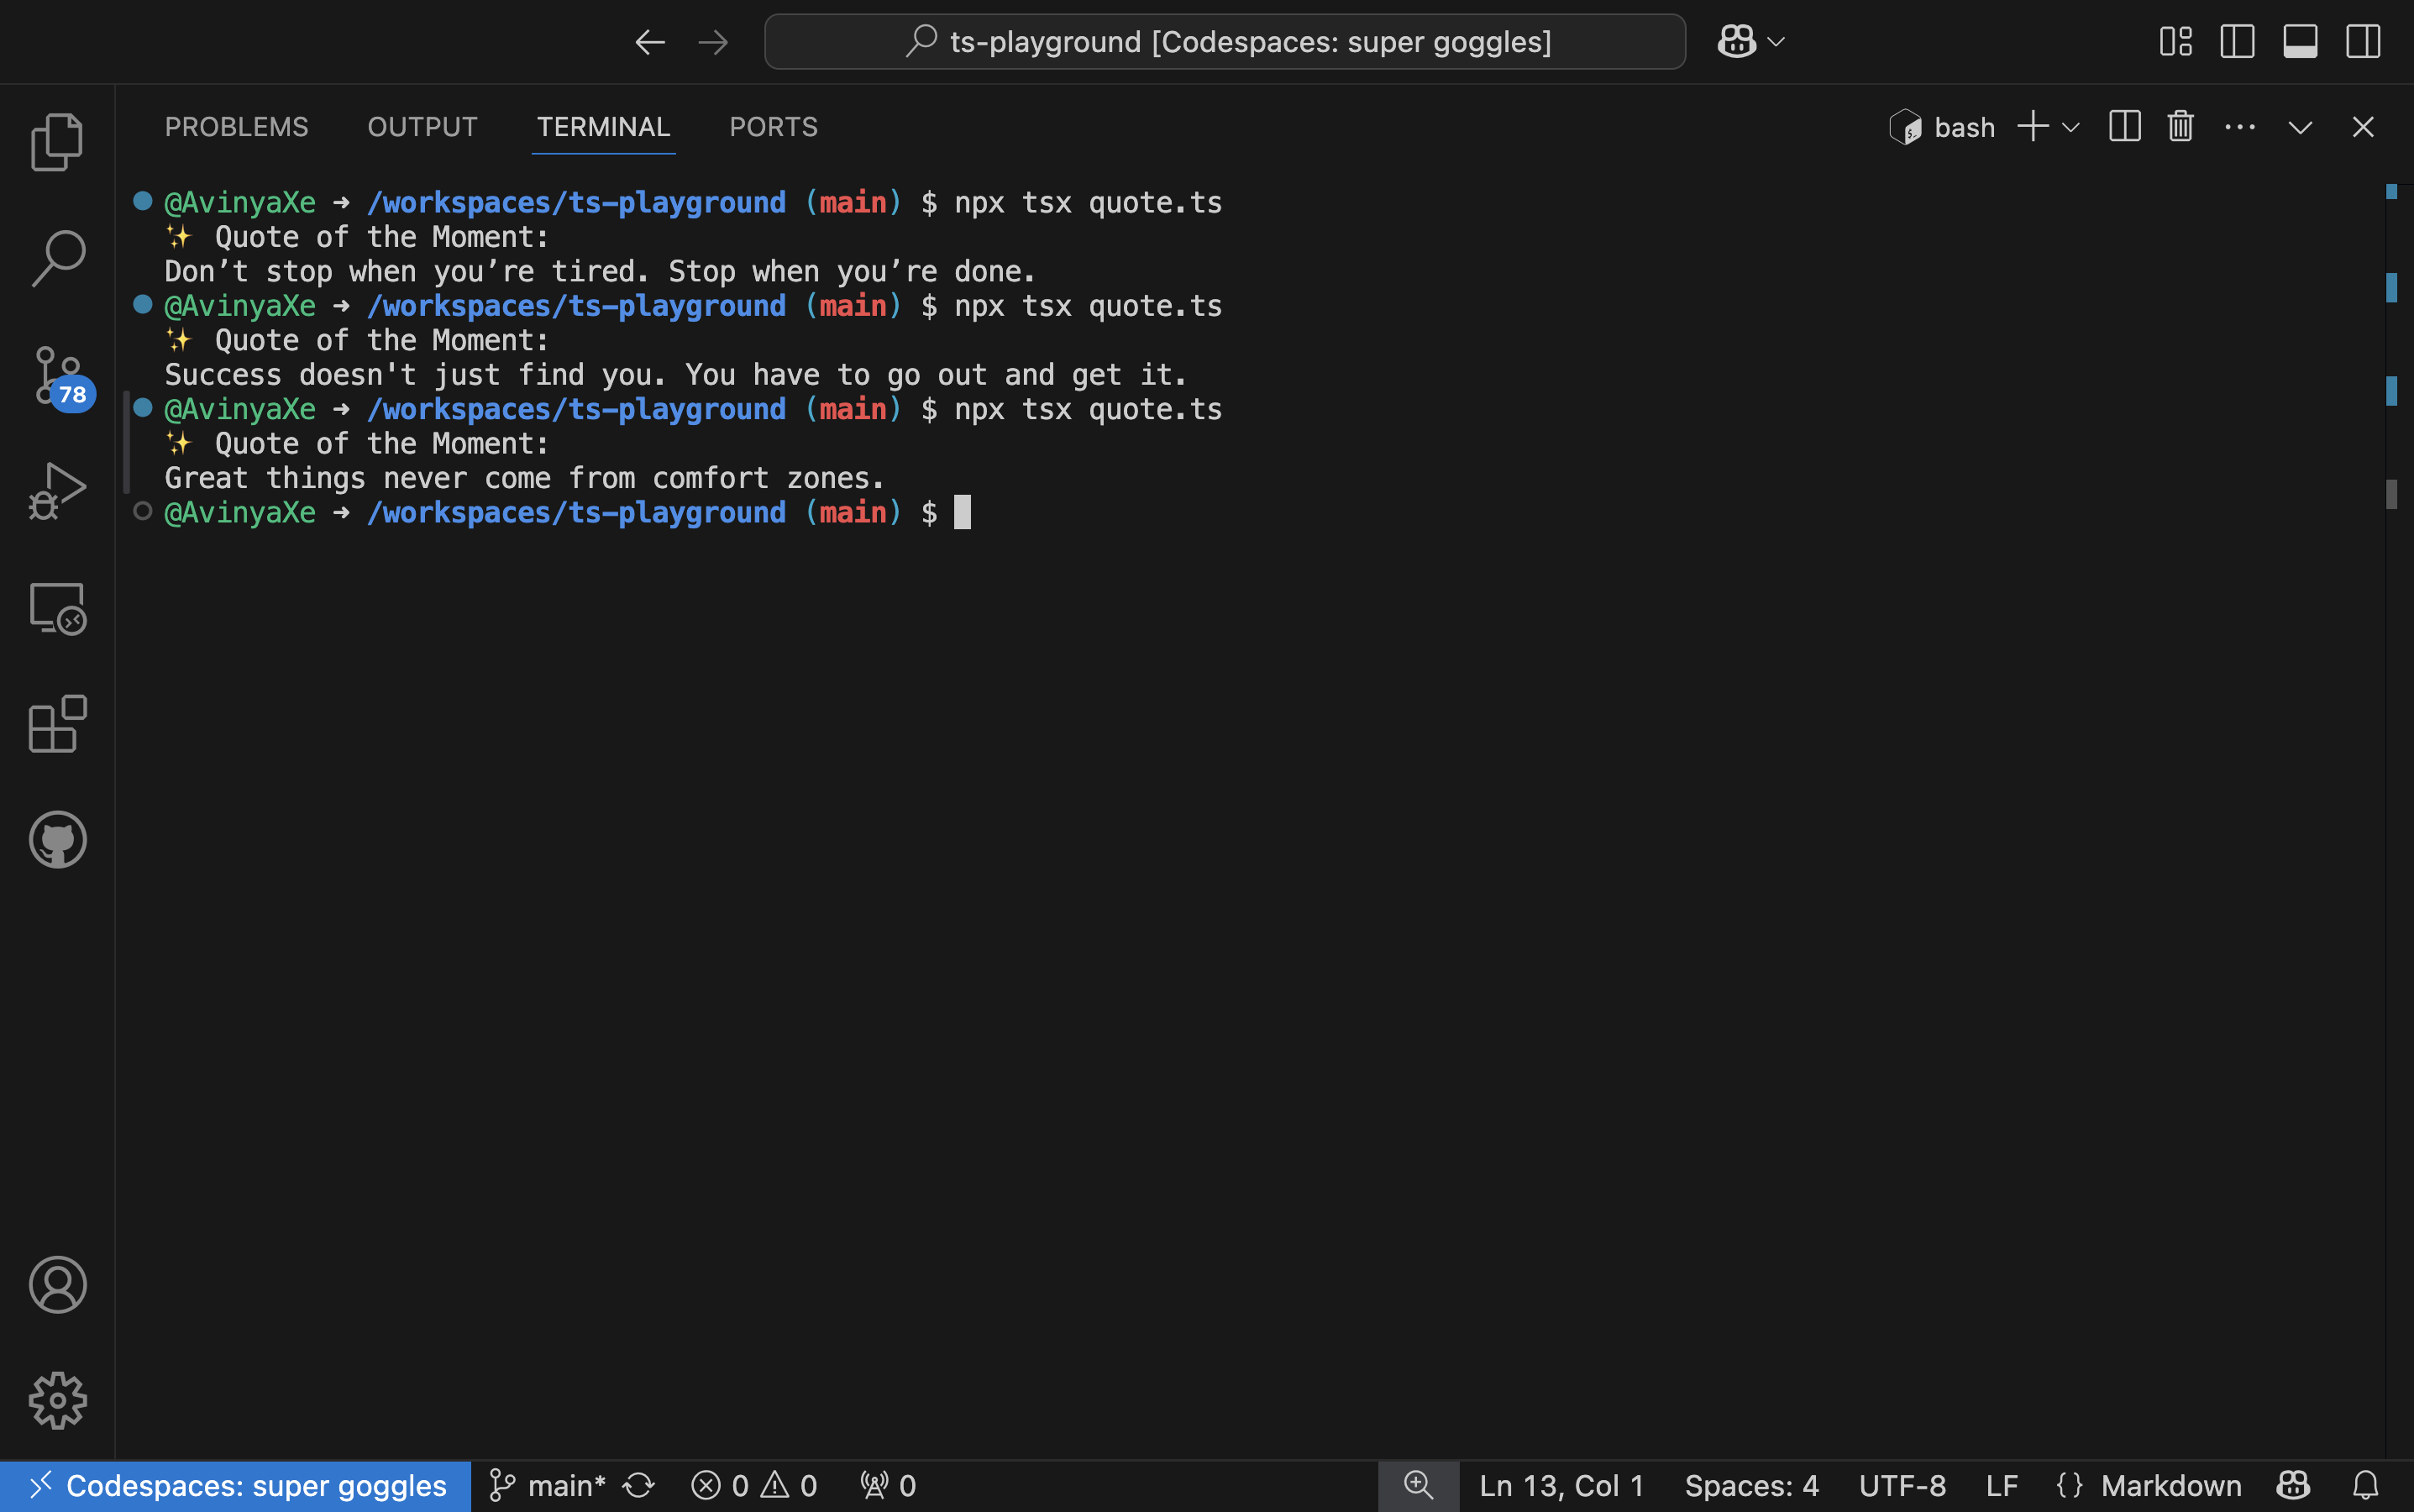 ts-playground [Codespaces: super goggles]
PROBLEMS OUTPUT TERMINAL PORTS bash
@AvinyaXe ➜ /workspaces/ts-playground (main) $ npx tsx quote.ts
✨ Quote of the Moment:
Don’t stop when you’re tired. Stop when you’re done.
@AvinyaXe ➜ /workspaces/ts-playground (main) $ npx tsx quote.ts
✨ Quote of the Moment:
Success doesn't just find you. You have to go out and get it.
@AvinyaXe ➜ /workspaces/ts-playground (main) $ npx tsx quote.ts
✨ Quote of the Moment:
Great things never come from comfort zones.
@AvinyaXe ➜ /workspaces/ts-playground (main) $
78
Codespaces: super goggles main* 0 0 0 Ln 13, Col 1 Spaces: 4 UTF-8 LF {} Markdown